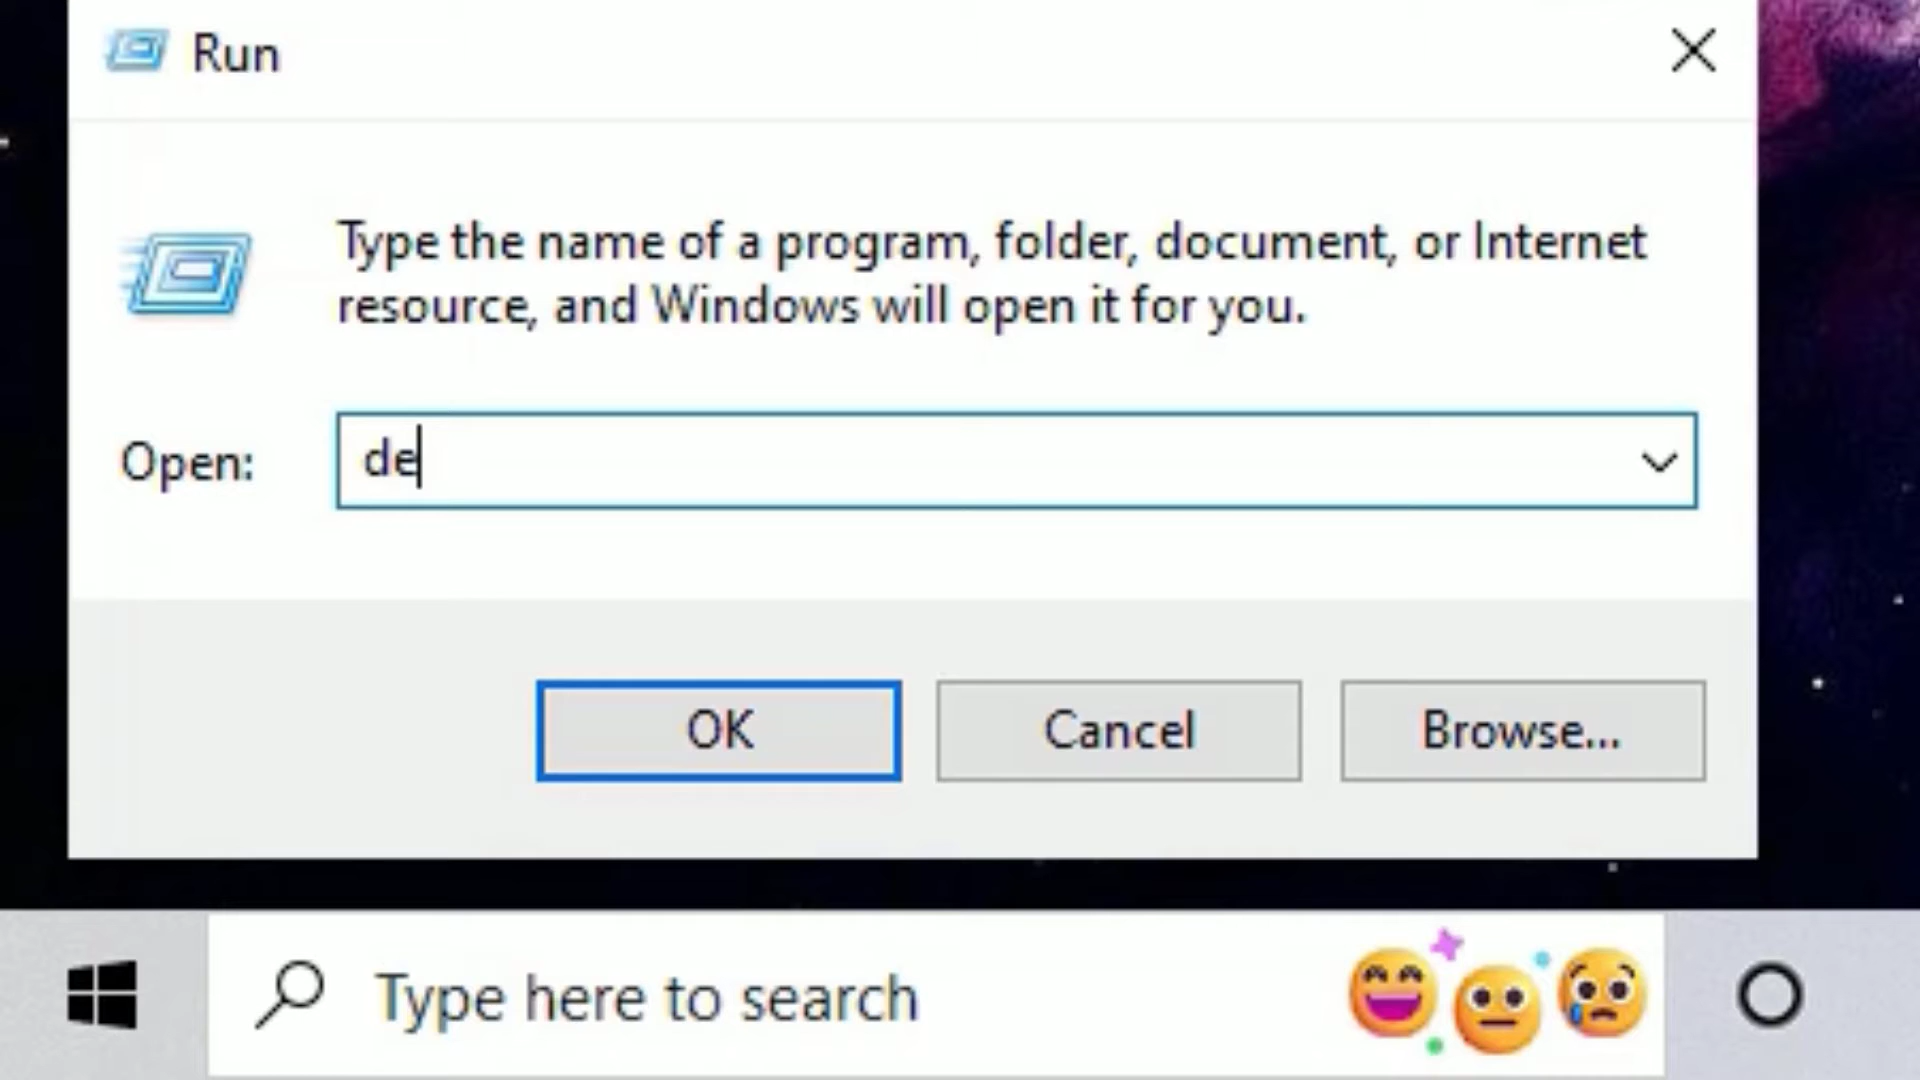 Run
Type the name of a program, folder, document, or Internet
resource, and Windows will open it for you.
Open:
de
OK
Cancel
Browse...
Type here to search